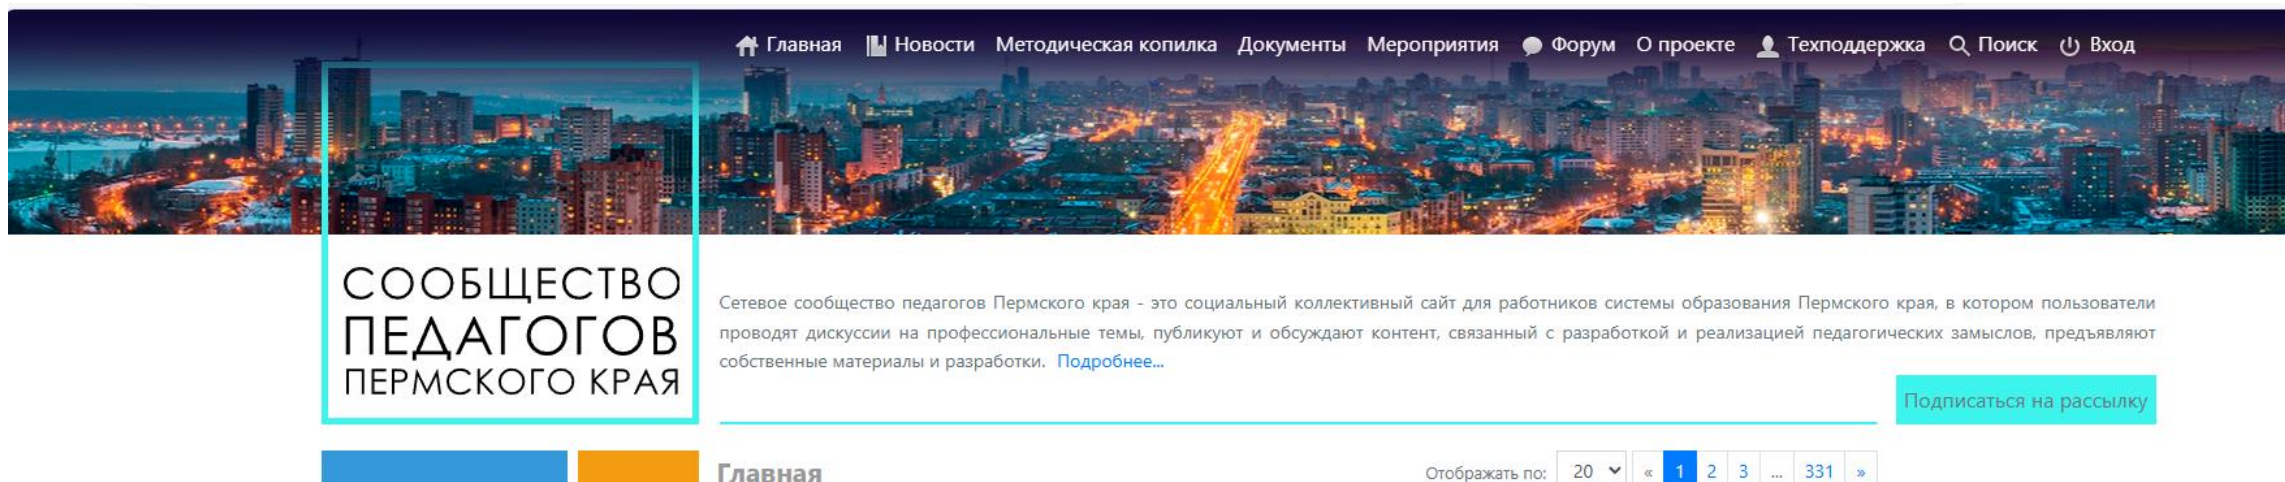 Главная Новости Методическая копилка Документы Мероприятия Форум О проекте Техподдержка Поиск Вход
СООБЩЕСТВО
ПЕДАГОГОВ
ПЕРМСКОГО КРАЯ
Сетевое сообщество педагогов Пермского края - это социальный коллективный сайт для работников системы образования Пермского края, в котором пользователи
проводят дискуссии на профессиональные темы, публикуют и обсуждают контент, связанный с разработкой и реализацией педагогических замыслов, предъявляют
собственные материалы и разработки. Подробнее...
Подписаться на рассылку
Главная
Отображать по: 20 « 1 2 3 ... 331 »